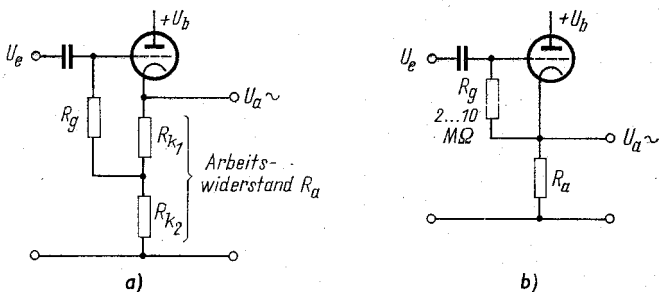 +U_b
U_e
R_g
U_a ~
R_k1
Arbeits-
widerstand R_a
R_k2
a)
+U_b
U_e
R_g
2...10
MΩ
U_a ~
R_a
b)